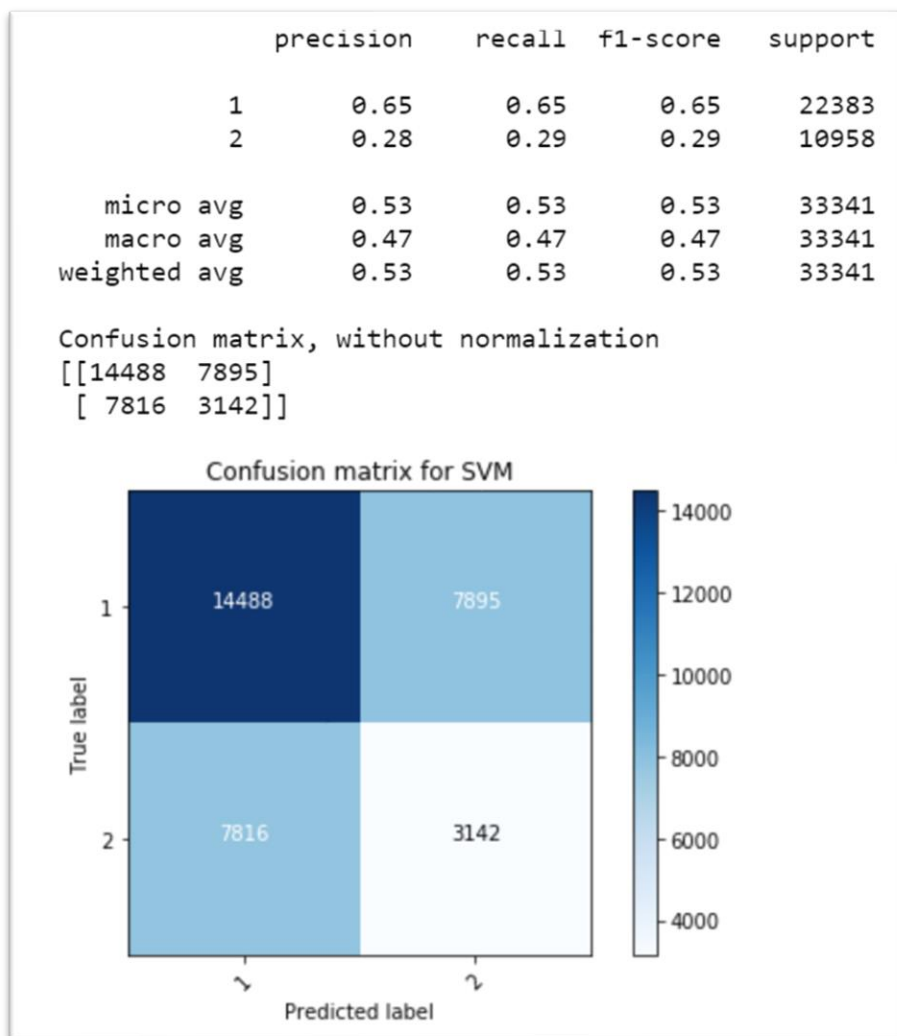 precision recall f1-score support
1 0.65 0.65 0.65 22383
2 0.28 0.29 0.29 10958
micro avg 0.53 0.53 0.53 33341
macro avg 0.47 0.47 0.47 33341
weighted avg 0.53 0.53 0.53 33341
Confusion matrix, without normalization
[[14488 7895]
[ 7816 3142]]
Confusion matrix for SVM
14000
12000
10000
8000
6000
4000
True label
1
14488 7895
2
7816 3142
1 2
Predicted label